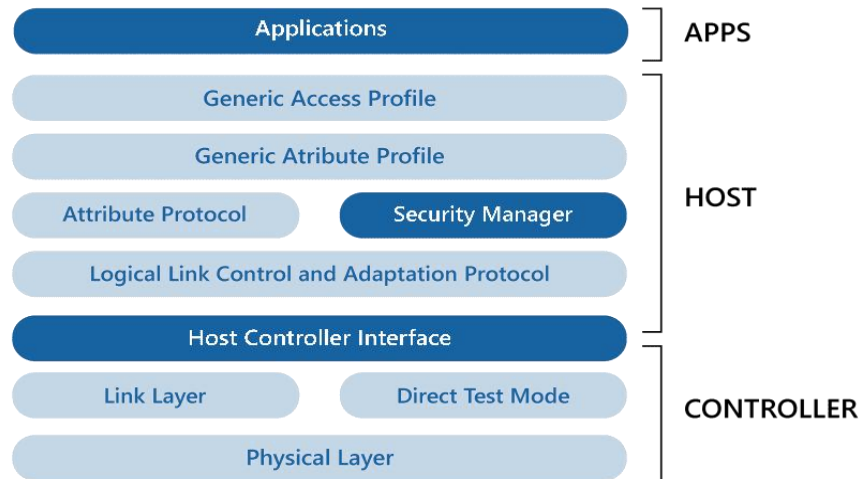 Applications
APPS
Generic Access Profile
Generic Atribute Profile
HOST
Attribute Protocol
Security Manager
Logical Link Control and Adaptation Protocol
Host Controller Interface
Link Layer
Direct Test Mode
CONTROLLER
Physical Layer